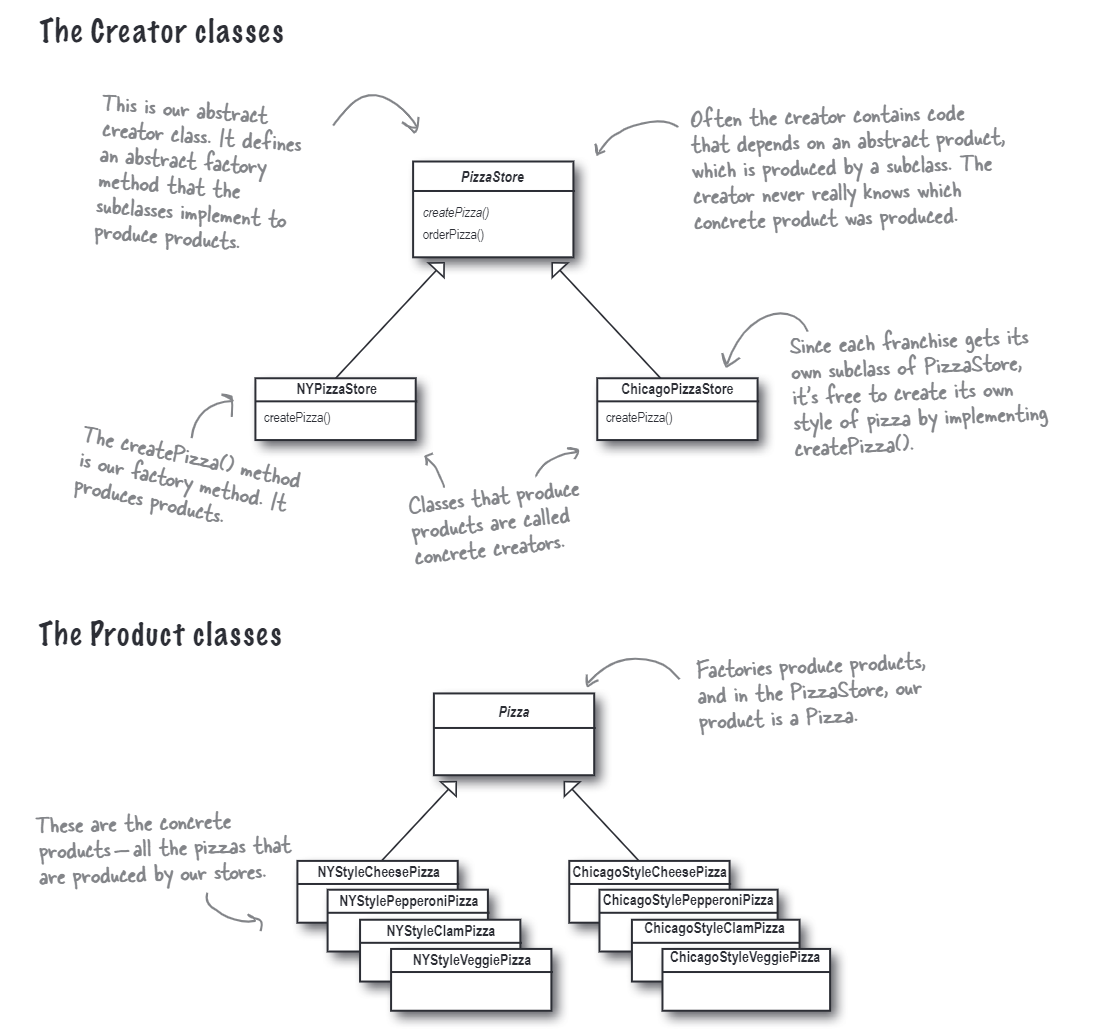 The Creator classes
This is our abstract
creator class. It defines
an abstract factory
method that the
subclasses implement to
produce products.
Often the creator contains code
that depends on an abstract product,
which is produced by a subclass. The
creator never really knows which
concrete product was produced.
PizzaStore
createPizza()
orderPizza()
NYPizzaStore
createPizza()
ChicagoPizzaStore
createPizza()
Since each franchise gets its
own subclass of PizzaStore,
it's free to create its own
style of pizza by implementing
createPizza().
The createPizza() method
is our factory method. It
produces products.
Classes that produce
products are called
concrete creators.
The Product classes
Factories produce products,
and in the PizzaStore, our
product is a Pizza.
Pizza
These are the concrete
products—all the pizzas that
are produced by our stores.
NYStyleCheesePizza
NYStylePepperoniPizza
NYStyleClamPizza
NYStyleVeggiePizza
ChicagoStyleCheesePizza
ChicagoStylePepperoniPizza
ChicagoStyleClamPizza
ChicagoStyleVeggiePizza